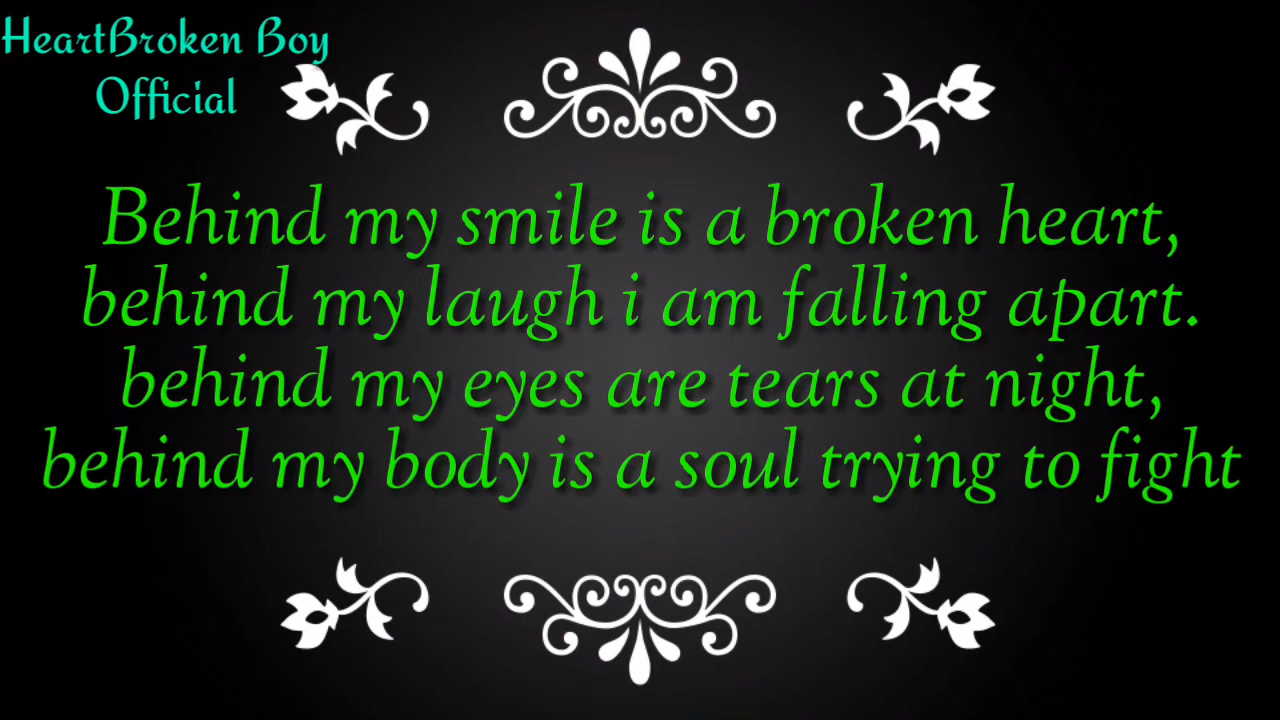 HeartBroken Boy
Official
Behind my smile is a broken heart,
behind my laugh i am falling apart.
behind my eyes are tears at night,
behind my body is a soul trying to fight